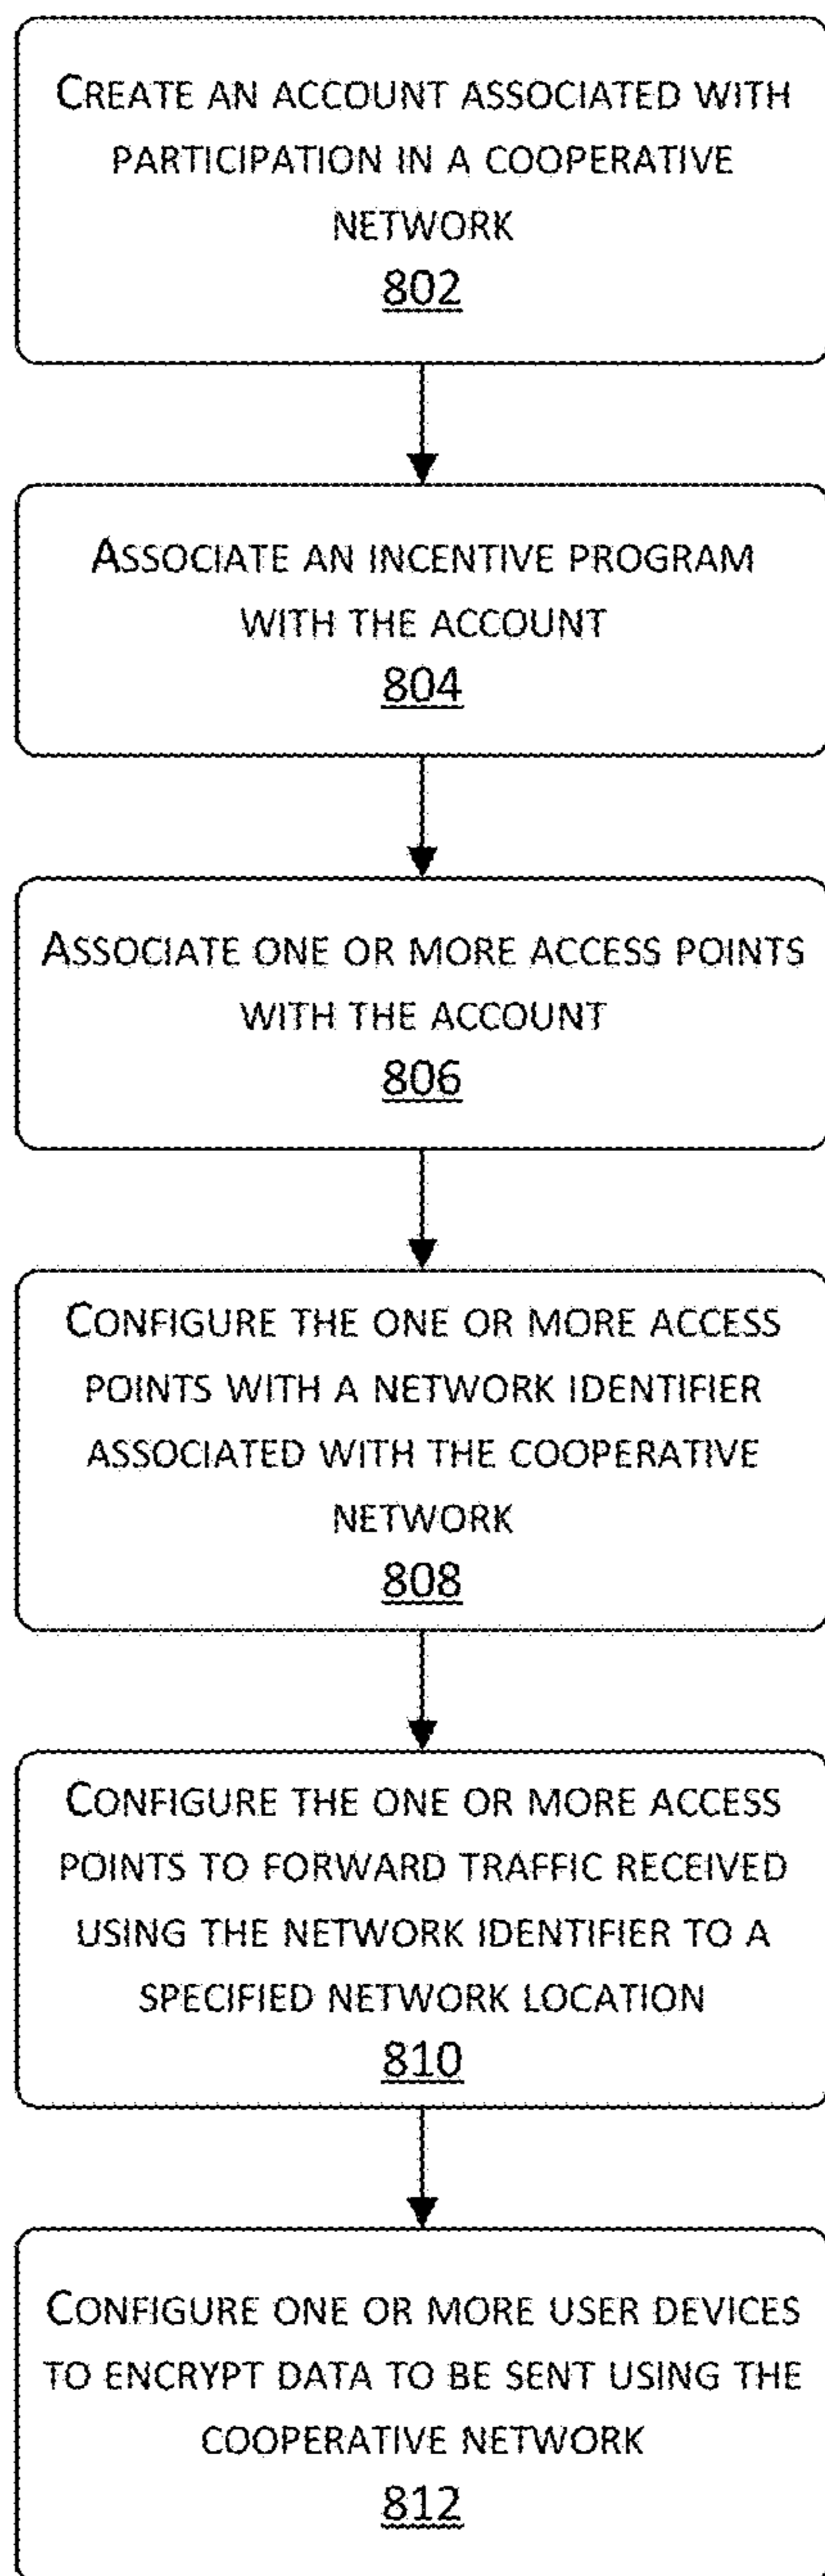 CREATE AN ACCOUNT ASSOCIATED WITH
PARTICIPATION IN A COOPERATIVE
NETWORK
802
ASSOCIATE AN INCENTIVE PROGRAM
WITH THE ACCOUNT
804
ASSOCIATE ONE OR MORE ACCESS POINTS
WITH THE ACCOUNT
806
CONFIGURE THE ONE OR MORE ACCESS
POINTS WITH A NETWORK IDENTIFIER
ASSOCIATED WITH THE COOPERATIVE
NETWORK
808
CONFIGURE THE ONE OR MORE ACCESS
POINTS TO FORWARD TRAFFIC RECEIVED
USING THE NETWORK IDENTIFIER TO A
SPECIFIED NETWORK LOCATION
810
CONFIGURE ONE OR MORE USER DEVICES
TO ENCRYPT DATA TO BE SENT USING THE
COOPERATIVE NETWORK
812